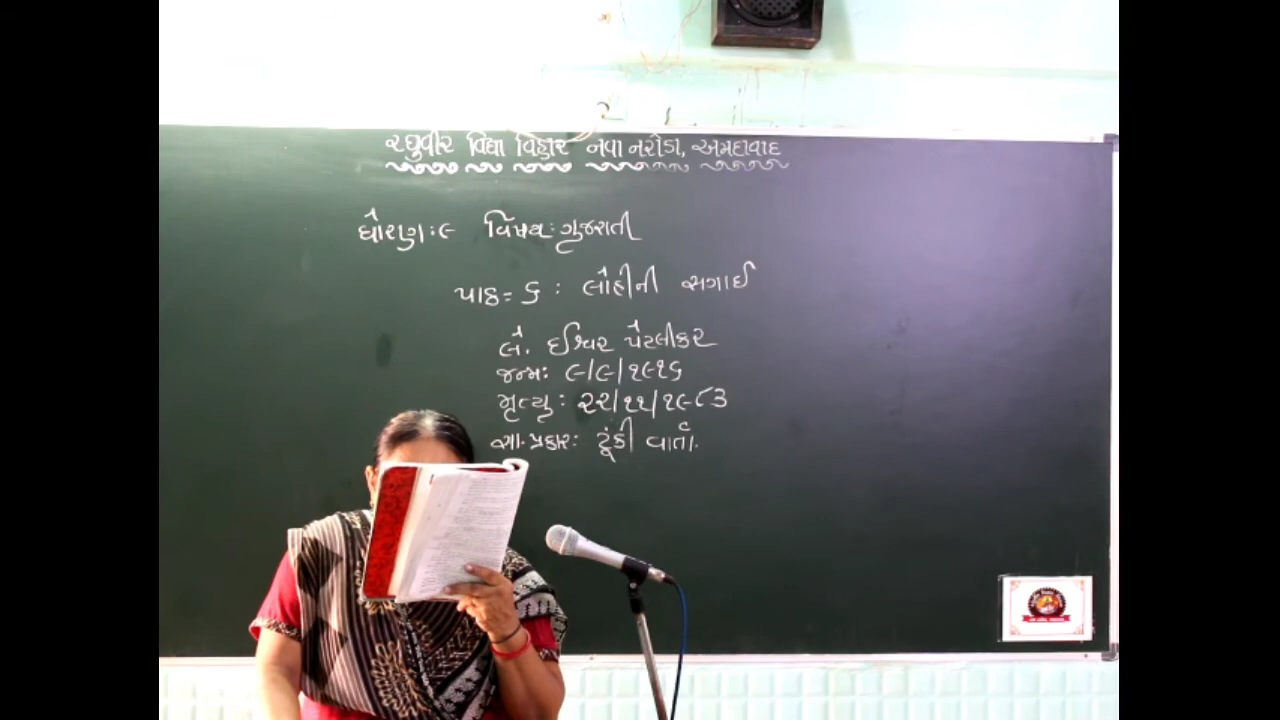 રઘુવીર વિદ્યા વિહાર નવા નરોડા, અમદાવાદ
ધોરણ:૯ વિષય:ગુજરાતી
પાઠ= ૬ : લોહીની સગાઈ
લે. ઈશ્વર પેટલીકર
જન્મ: ૯/૯/૧૯૧૬
મૃત્યુ: ૨૨/૧૧/૧૯૮૩
સા.પ્રકાર: ટૂંકી વાર્તા.